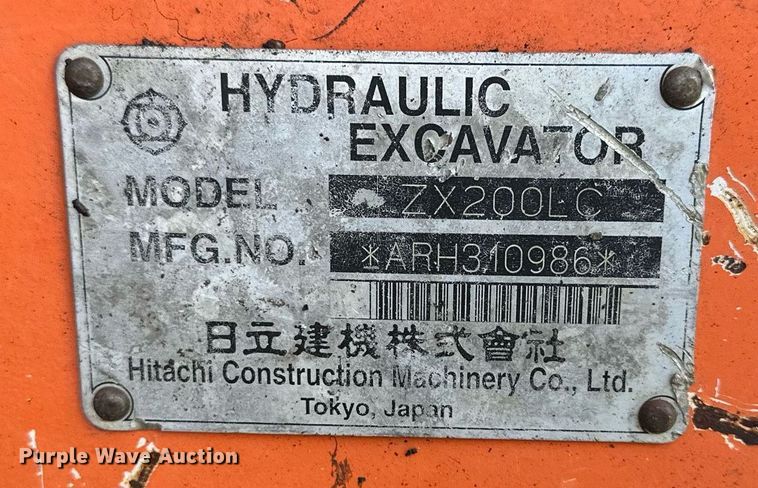 HYDRAULIC
EXCAVATOR
MODEL ZX200LC
MFG.NO. *ARH310986*
日立建機株式會社
Hitachi Construction Machinery Co., Ltd.
Tokyo, Japan
Purple Wave Auction